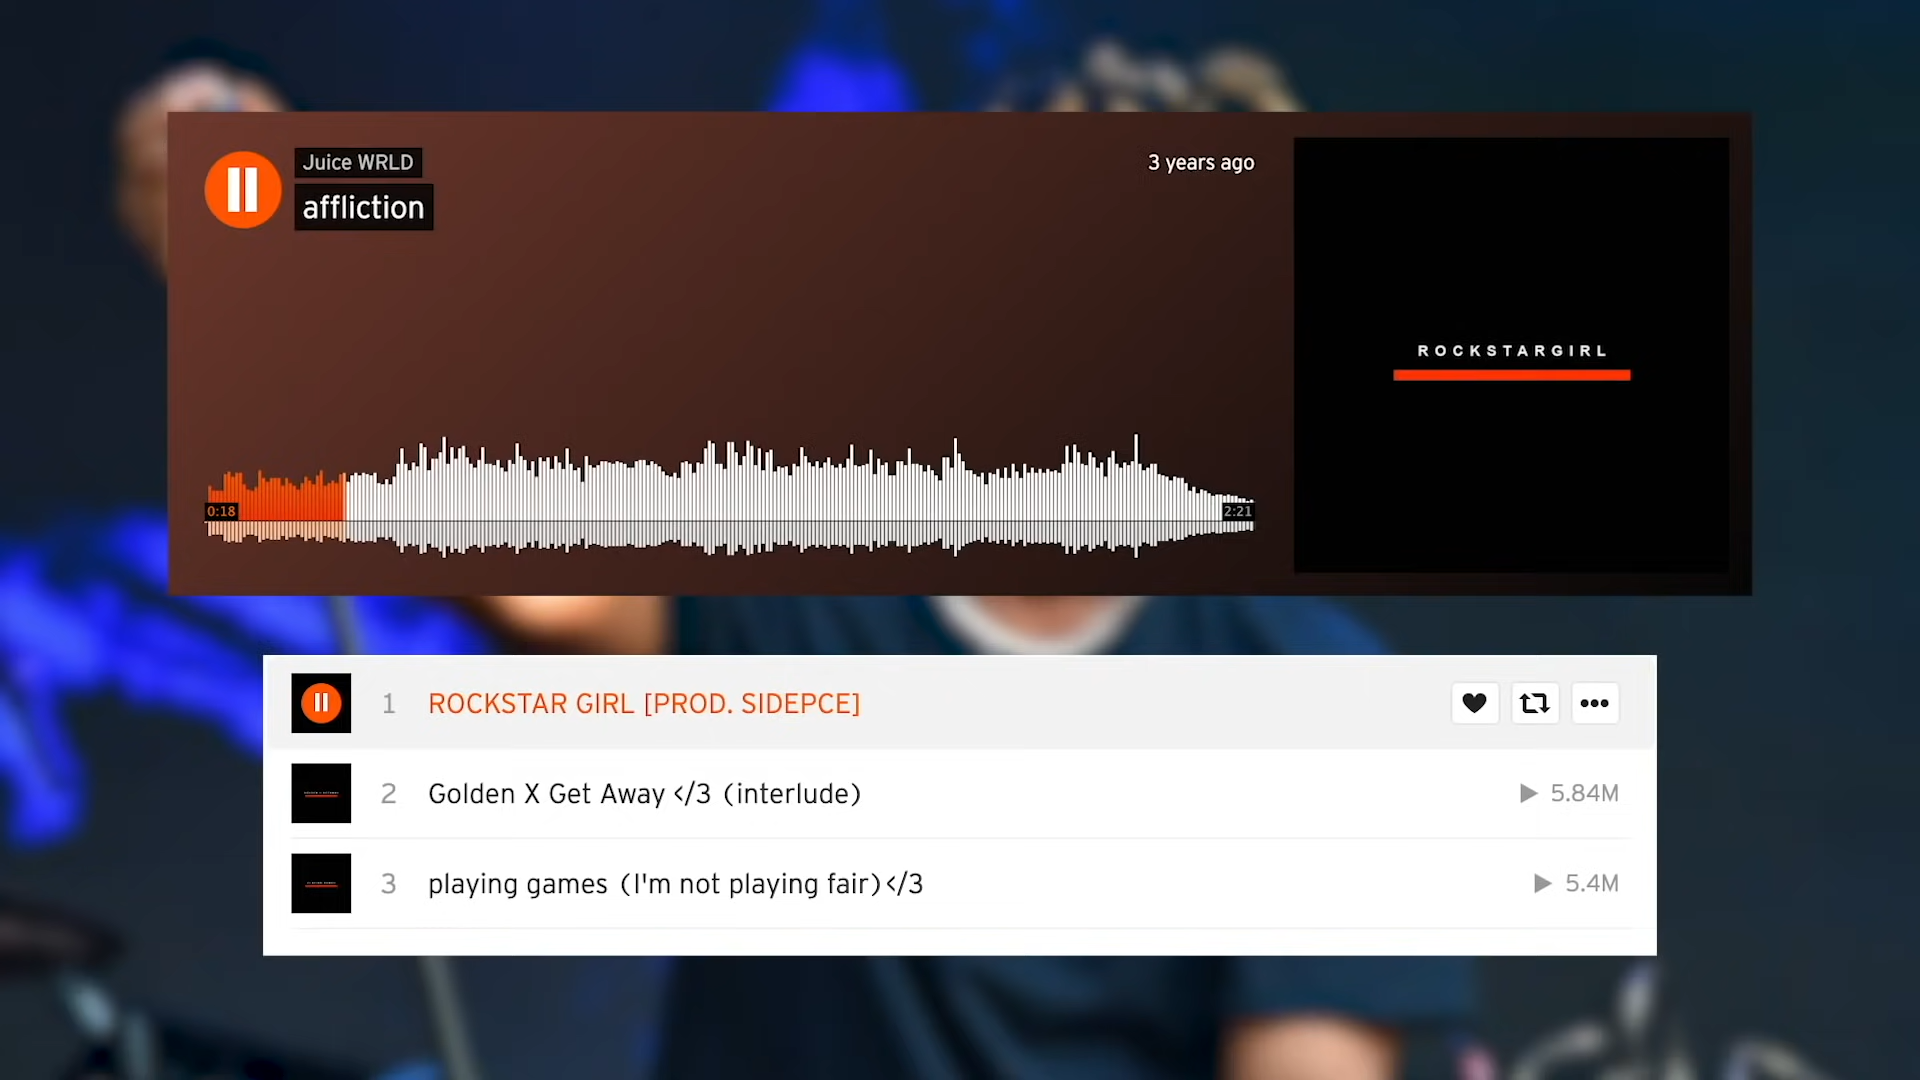 Juice WRLD
affliction
3 years ago
ROCKSTARGIRL
0:18
2:21
1 ROCKSTAR GIRL [PROD. SIDEPCE]
2 Golden X Get Away </3 (interlude) 5.84M
3 playing games (I'm not playing fair)</3 5.4M